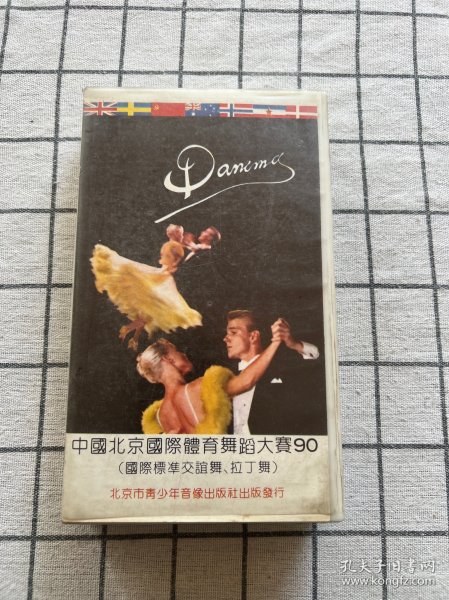 Dancing
中國北京國際體育舞蹈大賽90
(國際標準交誼舞、拉丁舞)
北京市青少年音像出版社出版發行
孔夫子旧书网
www.kongfz.com